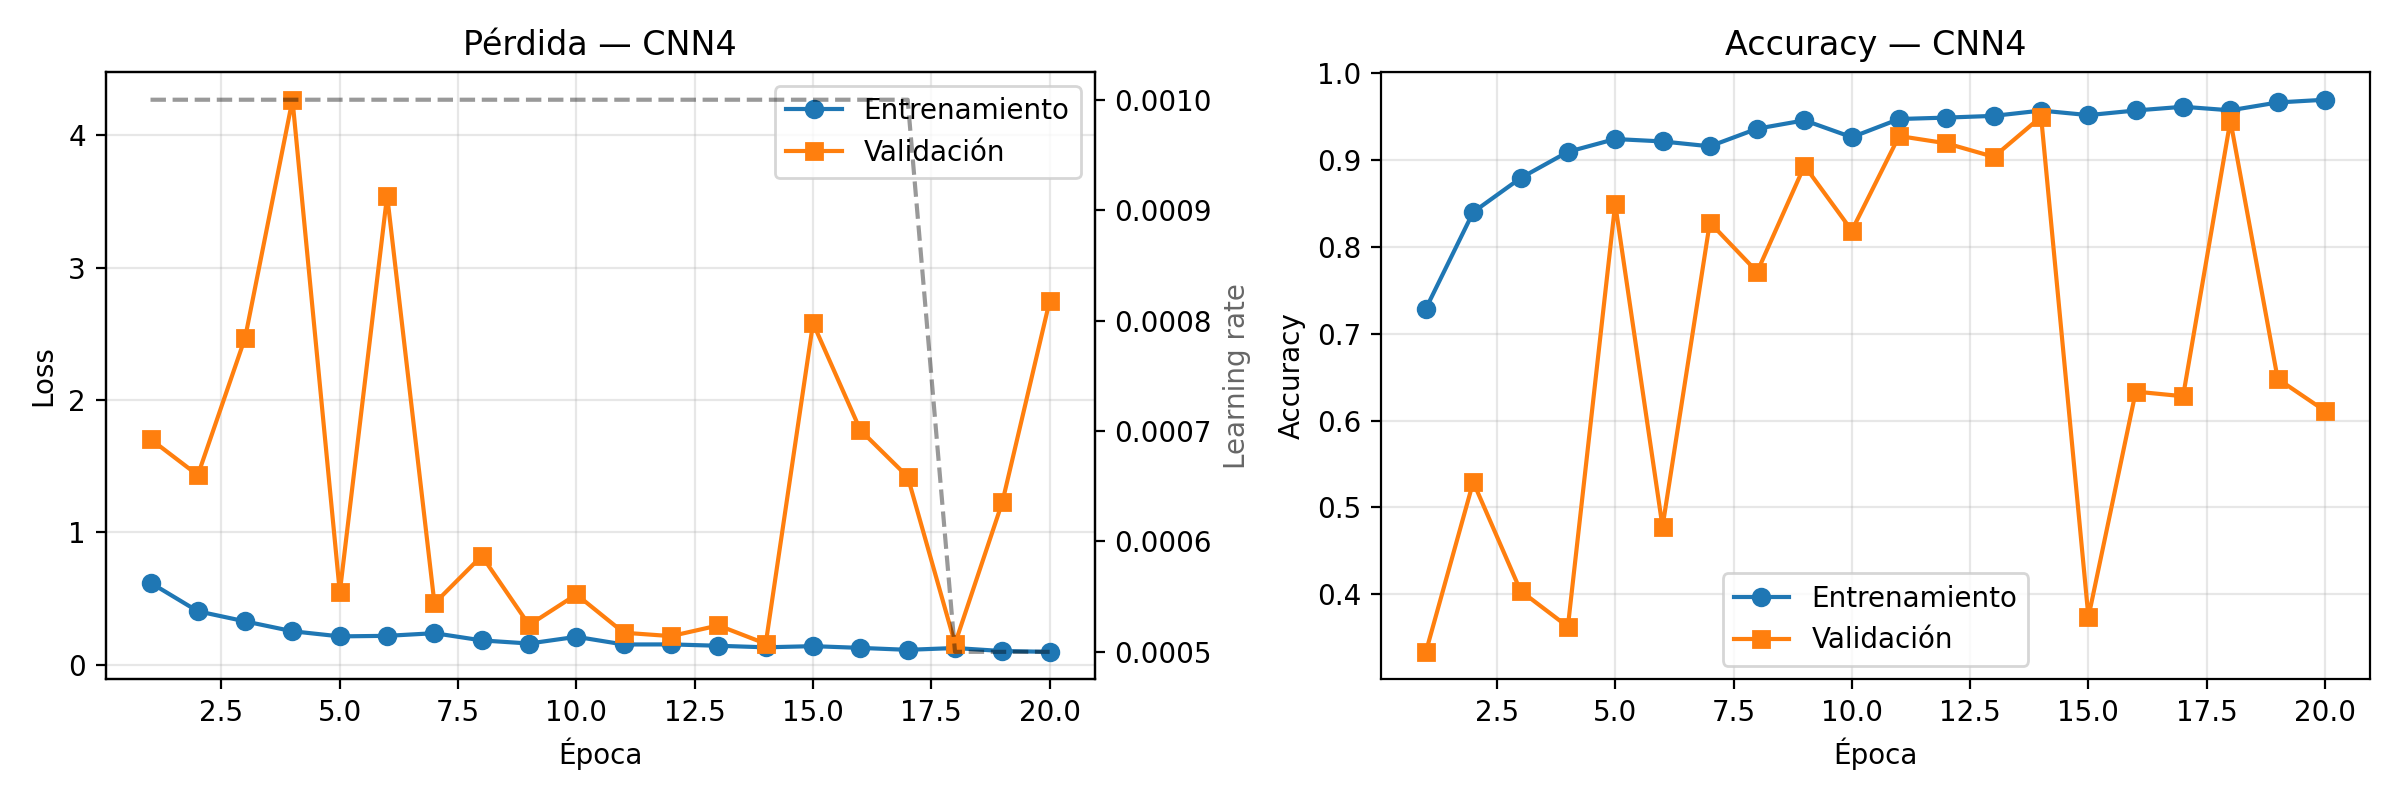 Pérdida — CNN4
Entrenamiento
Validación
4
3
2
1
0
Loss
0.0010
0.0009
0.0008
0.0007
0.0006
0.0005
Learning rate
2.5 5.0 7.5 10.0 12.5 15.0 17.5 20.0
Época
Accuracy — CNN4
1.0
0.9
0.8
0.7
0.6
0.5
0.4
Accuracy
Entrenamiento
Validación
2.5 5.0 7.5 10.0 12.5 15.0 17.5 20.0
Época